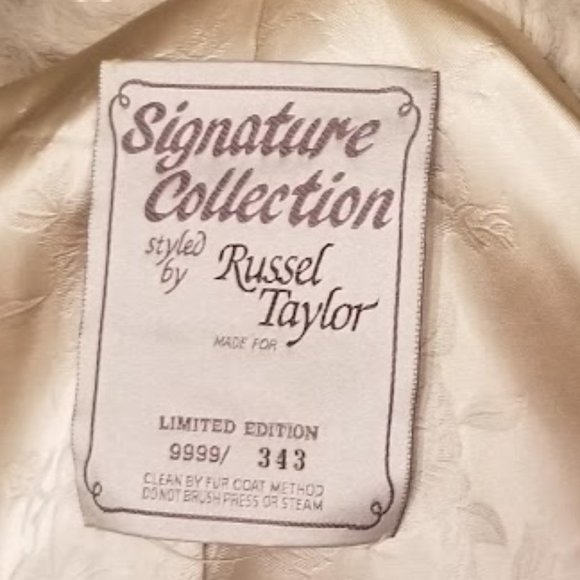 Signature
Collection
styled by Russel
Taylor
MADE FOR
LIMITED EDITION
9999/ 343
CLEAN BY FUR COAT METHOD
DO NOT BRUSH PRESS OR STEAM